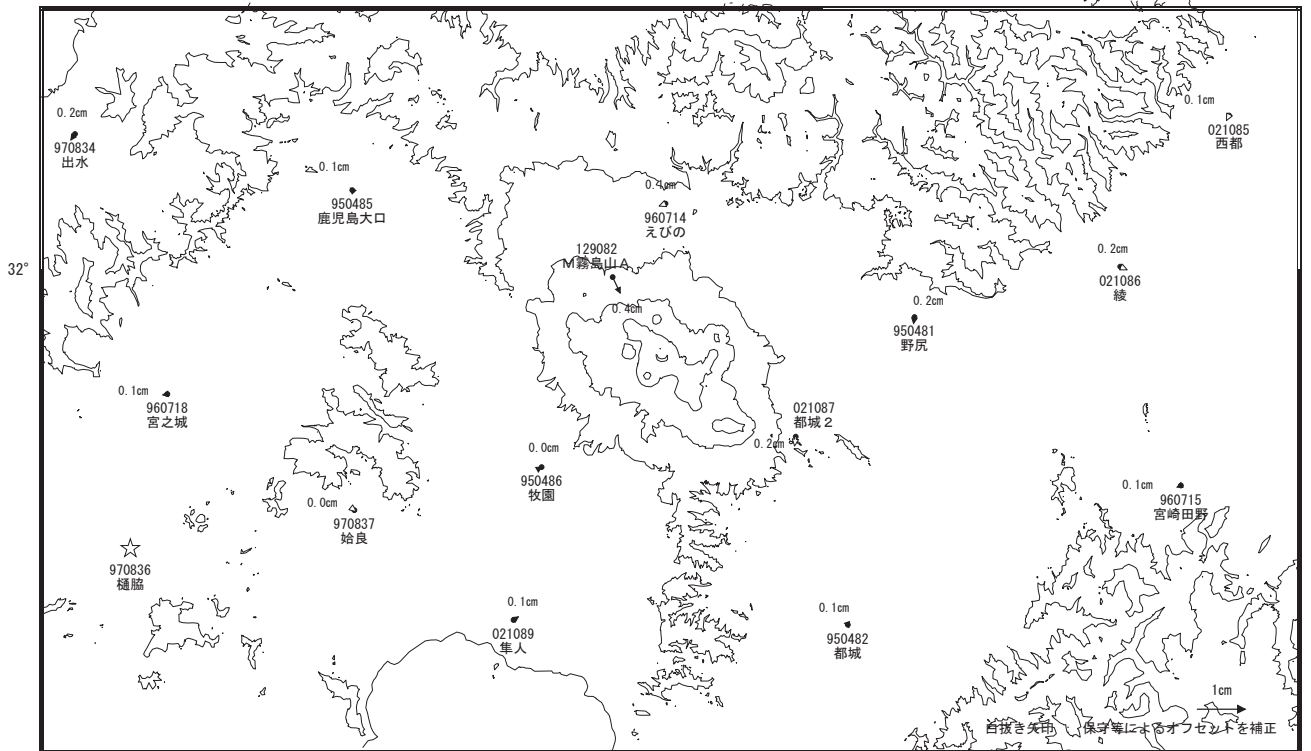 0.1cm
021085
西都
0.2cm
970834
出水
0.1cm
950485
鹿児島大口
0.4cm
960714
えびの
129082
M霧島山A
0.4cm
32°
0.2cm
021086
綾
0.2cm
950481
野尻
0.1cm
960718
宮之城
021087
都城2
0.2cm
0.0cm
950486
牧園
0.0cm
970837
姶良
0.1cm
960715
宮崎田野
970836
樋脇
0.1cm
021089
隼人
0.1cm
950482
都城
1cm
白抜き矢印 : 保守等によるオフセットを補正